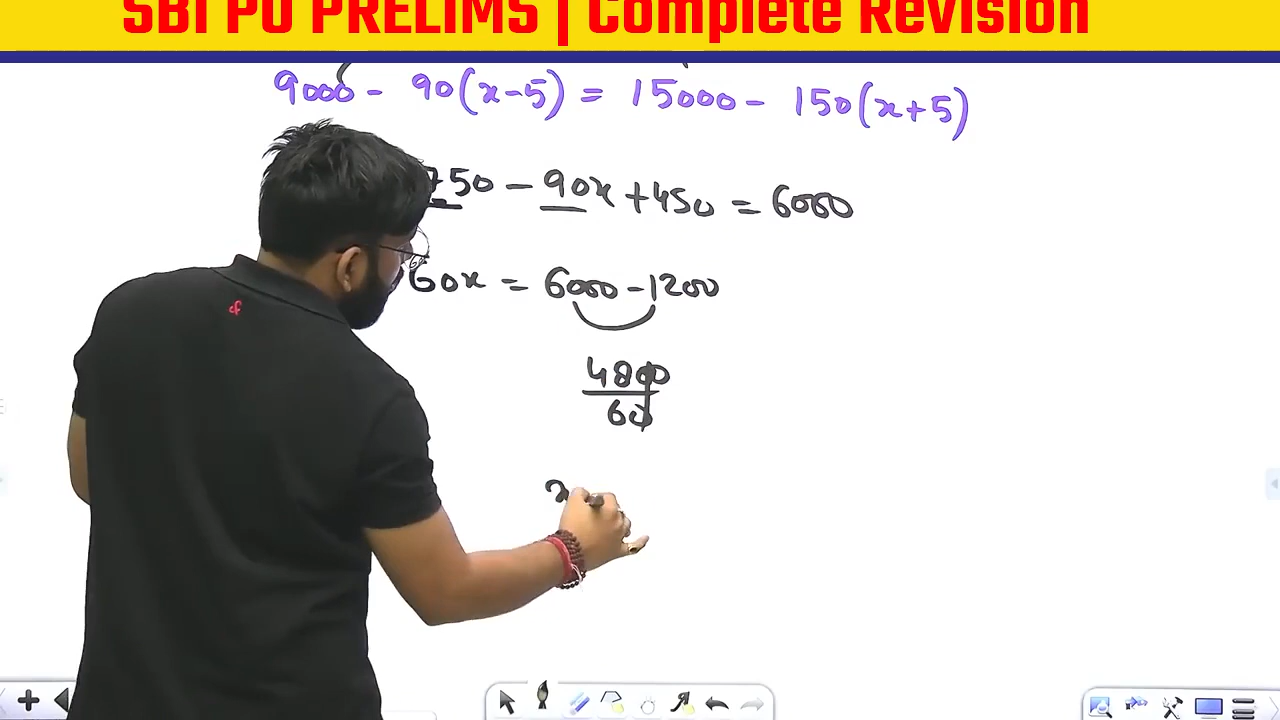 SBI PO PRELIMS | Complete Revision
9000 - 90(x-5) = 15000 - 150(x+5)
750 - 90x + 450 = 6000
60x = 6000 - 1200
4800
60